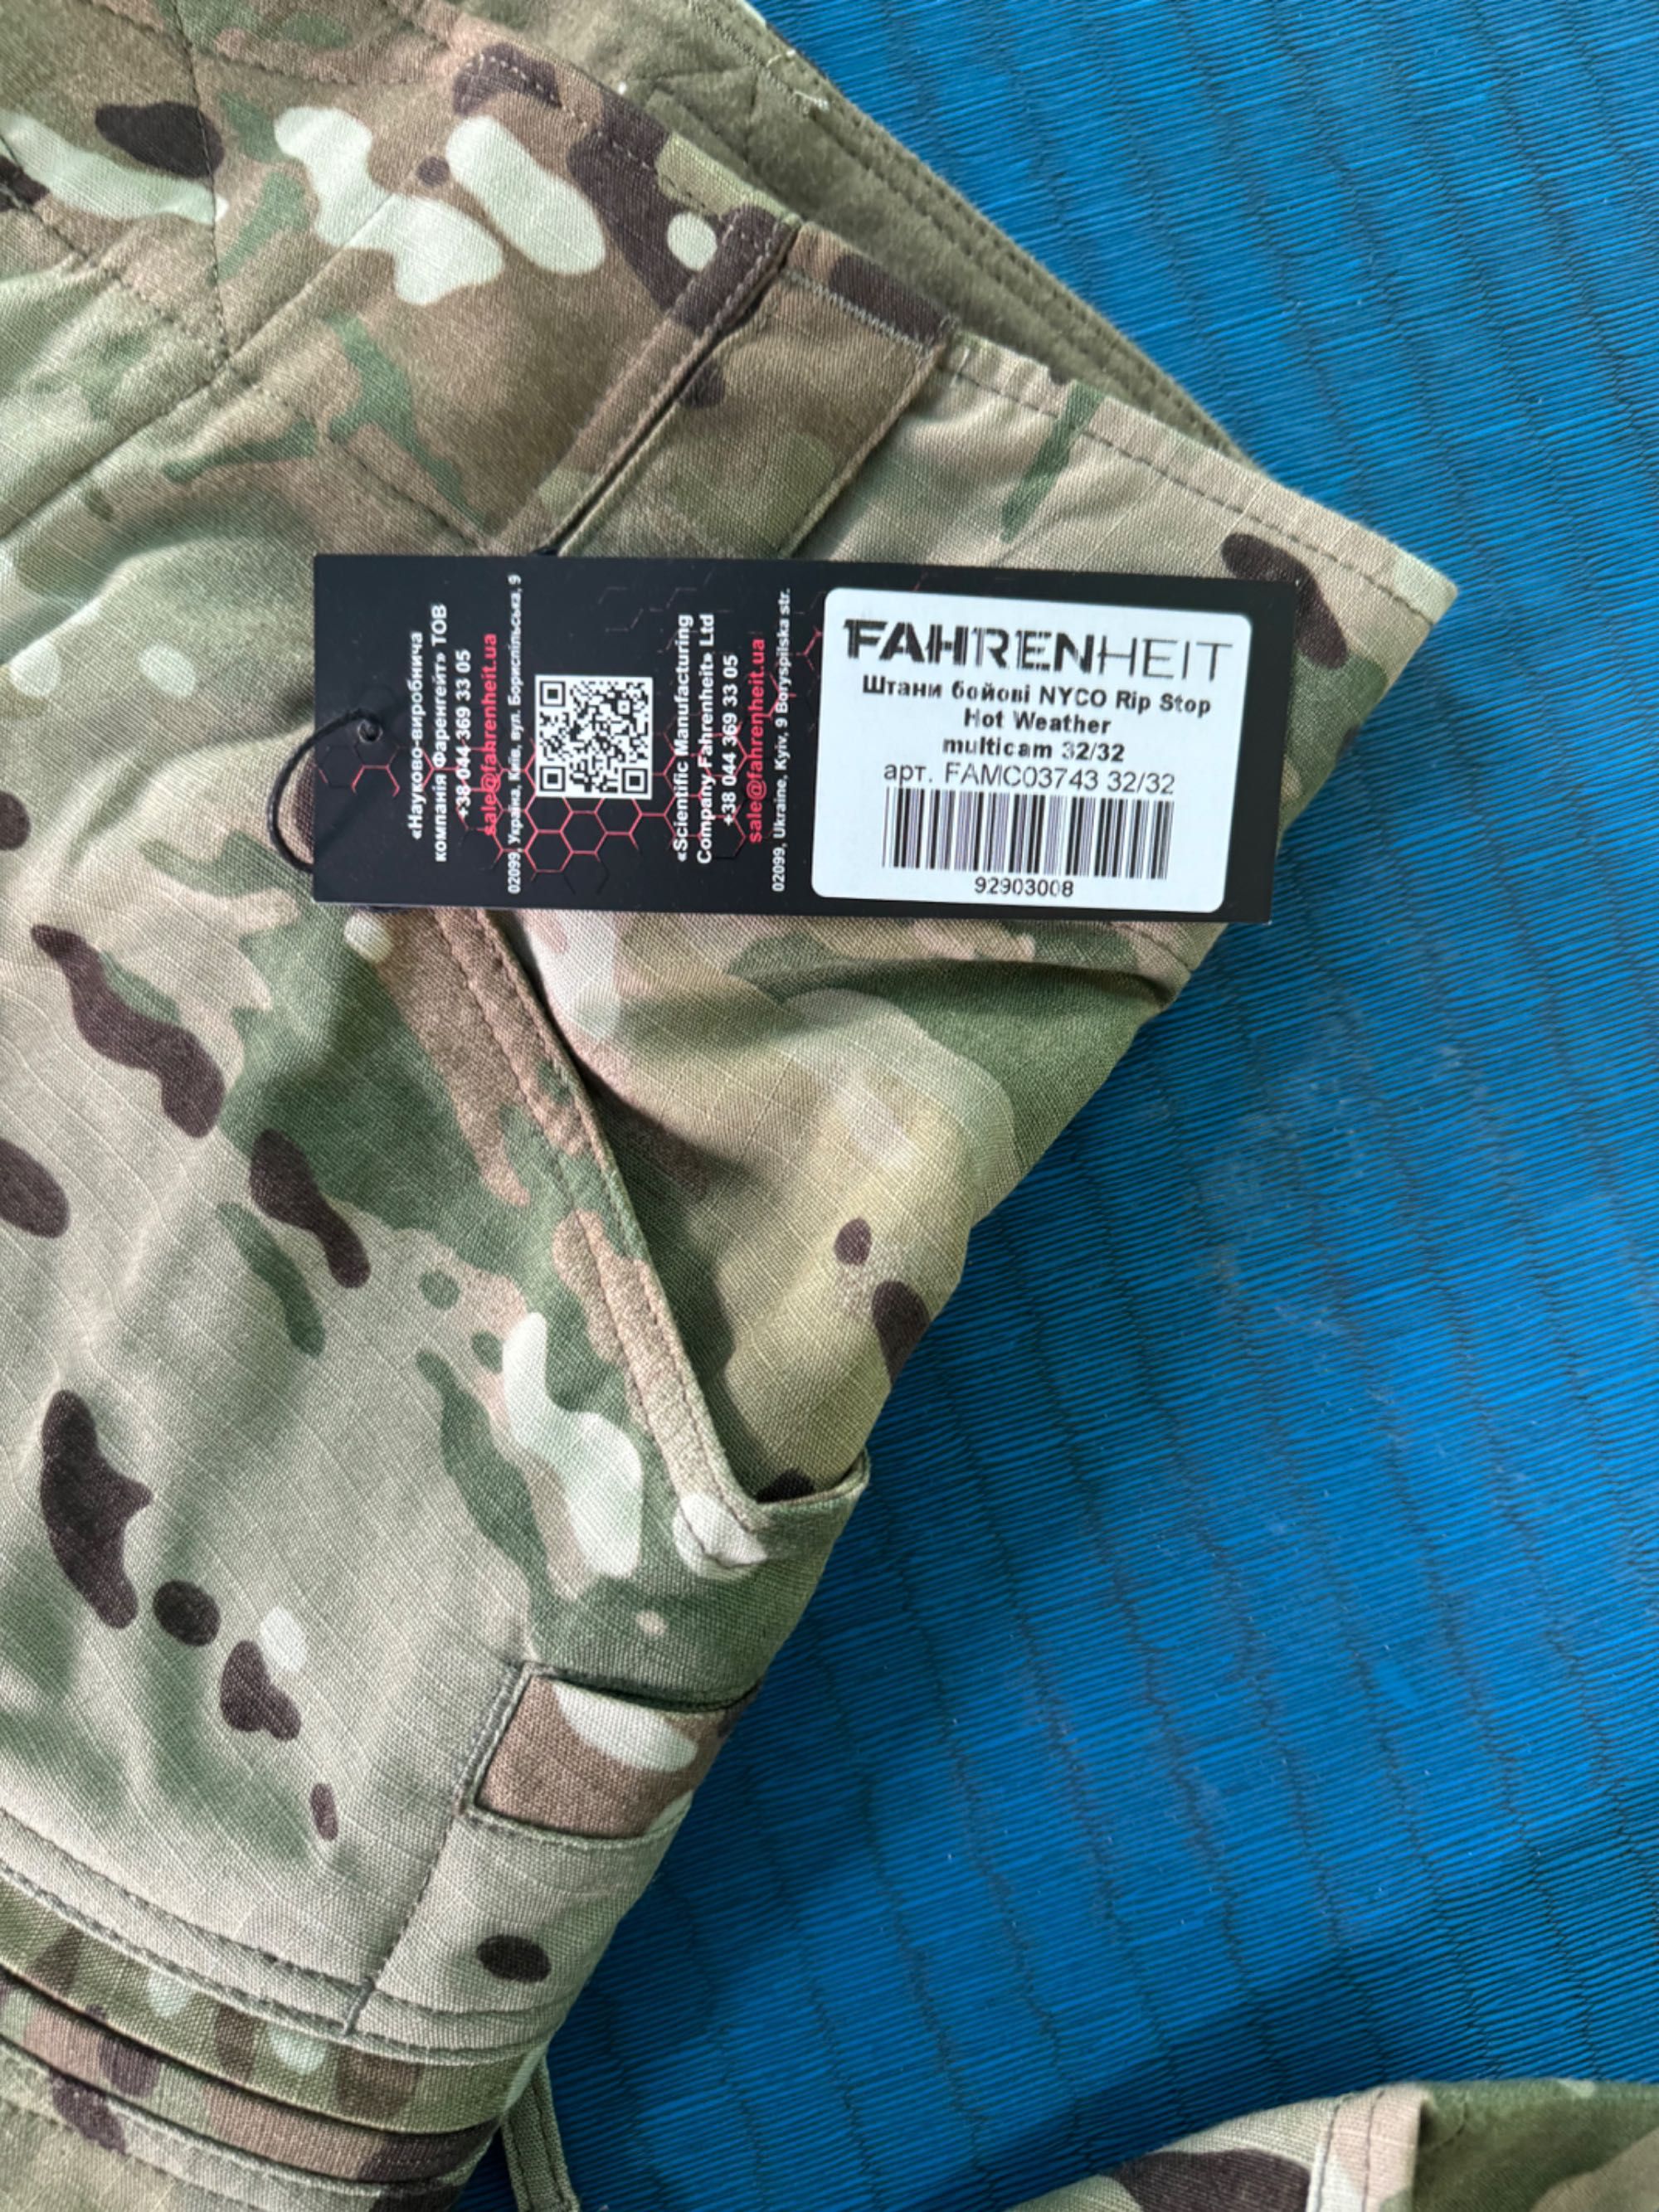 FAHRENHEIT
Штани бойові NYCO Rip Stop
Hot Weather
multicam 32/32
арт. FAMC03743 32/32
92903008
«Науково-виробнича
компанія Фаренгейт» ТОВ
+38 044 369 33 05
sale@fahrenheit.ua
02099, Україна, Київ, вул. Бориспільська, 9
«Scientific Manufacturing
Company Fahrenheit» Ltd
+38 044 369 33 05
sale@fahrenheit.ua
02099, Ukraine, Kyiv, 9 Boryspilska str.